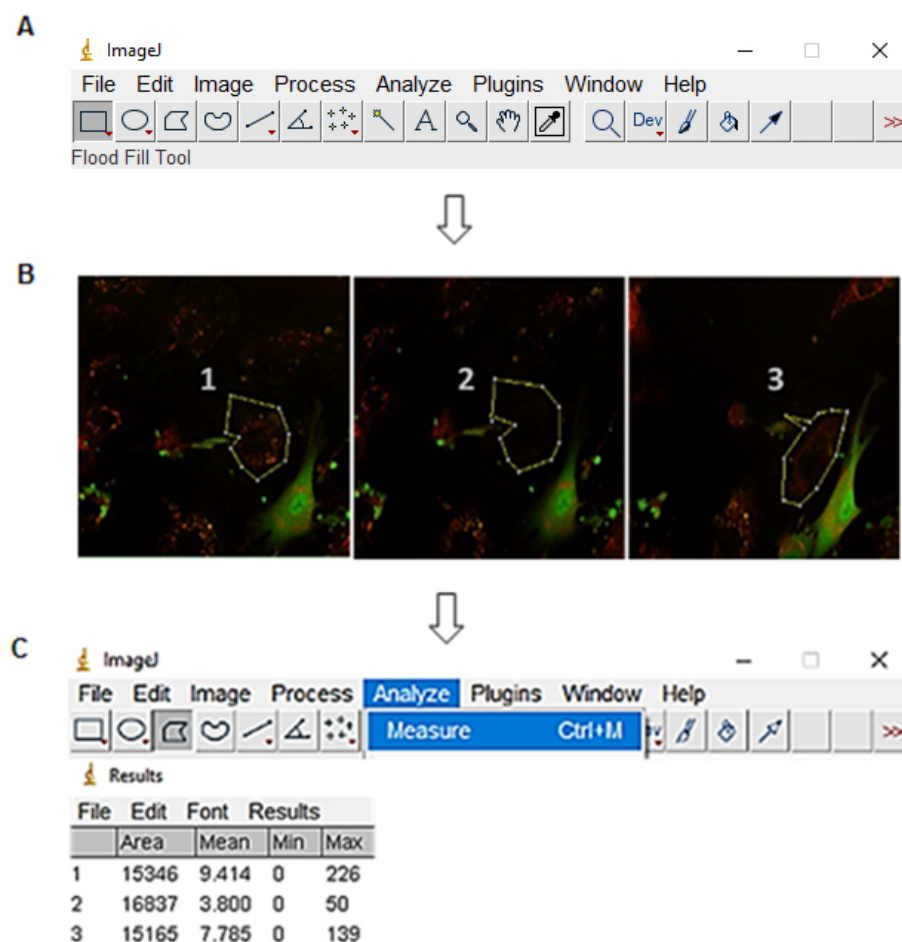 A
ImageJ
File Edit Image Process Analyze Plugins Window Help
A Dev >>
Flood Fill Tool
B
1 2 3
C
ImageJ
File Edit Image Process Analyze Plugins Window Help
Measure Ctrl+M >>
Results
File Edit Font Results
Area Mean Min Max
1 15346 9.414 0 226
2 16837 3.800 0 50
3 15165 7.785 0 139